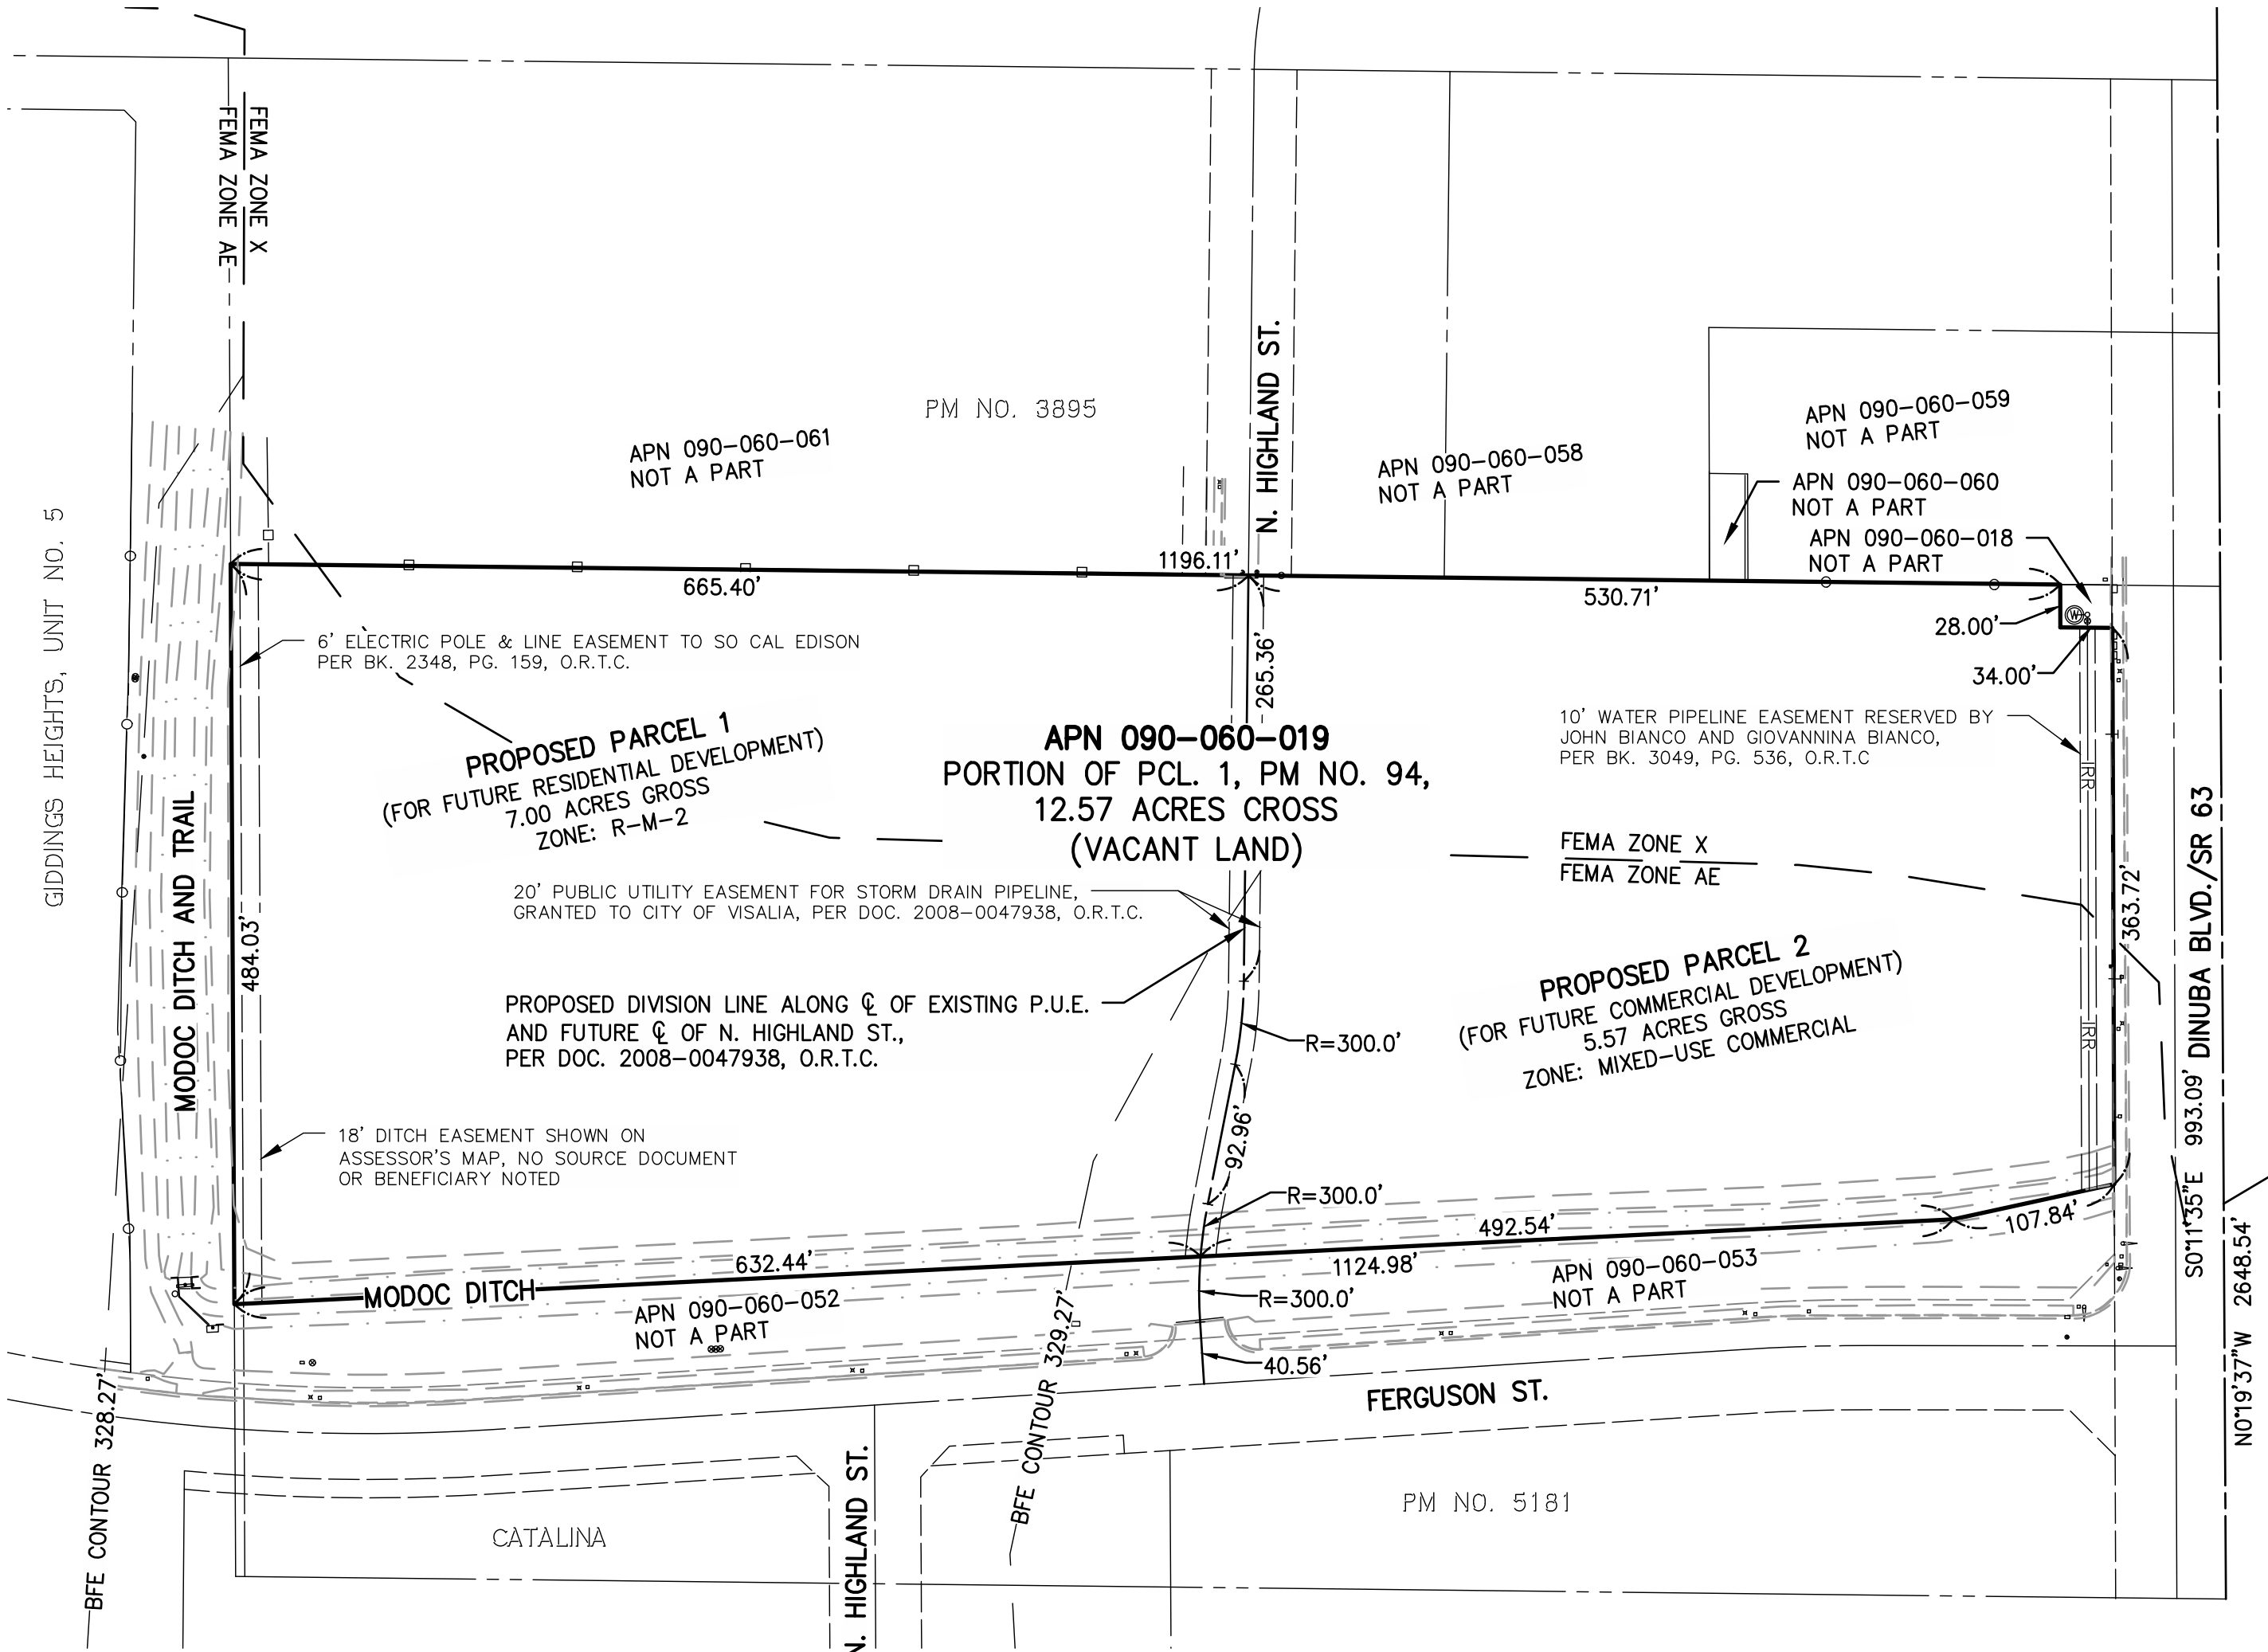 FEMA ZONE X
FEMA ZONE AE
GIDDINGS HEIGHTS, UNIT NO. 5
MODOC DITCH AND TRAIL
PM NO. 3895
APN 090-060-061
NOT A PART
N. HIGHLAND ST.
APN 090-060-058
NOT A PART
APN 090-060-059
NOT A PART
APN 090-060-060
NOT A PART
APN 090-060-018
NOT A PART
1196.11'
665.40'
530.71'
28.00'
34.00'
W
265.36'
6' ELECTRIC POLE & LINE EASEMENT TO SO CAL EDISON
PER BK. 2348, PG. 159, O.R.T.C.
PROPOSED PARCEL 1
(FOR FUTURE RESIDENTIAL DEVELOPMENT)
7.00 ACRES GROSS
ZONE: R-M-2
APN 090-060-019
PORTION OF PCL. 1, PM NO. 94,
12.57 ACRES CROSS
(VACANT LAND)
10' WATER PIPELINE EASEMENT RESERVED BY
JOHN BIANCO AND GIOVANNINA BIANCO,
PER BK. 3049, PG. 536, O.R.T.C
IRR
IRR
FEMA ZONE X
FEMA ZONE AE
363.72'
S0°11'35"E 993.09'
DINUBA BLVD./SR 63
N0°19'37"W 2648.54'
484.03'
20' PUBLIC UTILITY EASEMENT FOR STORM DRAIN PIPELINE,
GRANTED TO CITY OF VISALIA, PER DOC. 2008-0047938, O.R.T.C.
PROPOSED DIVISION LINE ALONG ℄ OF EXISTING P.U.E.
AND FUTURE ℄ OF N. HIGHLAND ST.,
PER DOC. 2008-0047938, O.R.T.C.
PROPOSED PARCEL 2
(FOR FUTURE COMMERCIAL DEVELOPMENT)
5.57 ACRES GROSS
ZONE: MIXED-USE COMMERCIAL
R=300.0'
92.96'
18' DITCH EASEMENT SHOWN ON
ASSESSOR'S MAP, NO SOURCE DOCUMENT
OR BENEFICIARY NOTED
R=300.0'
492.54'
107.84'
632.44'
1124.98'
MODOC DITCH
APN 090-060-052
NOT A PART
R=300.0'
APN 090-060-053
NOT A PART
40.56'
FERGUSON ST.
BFE CONTOUR 328.27'
BFE CONTOUR 329.27'
N. HIGHLAND ST.
CATALINA
PM NO. 5181